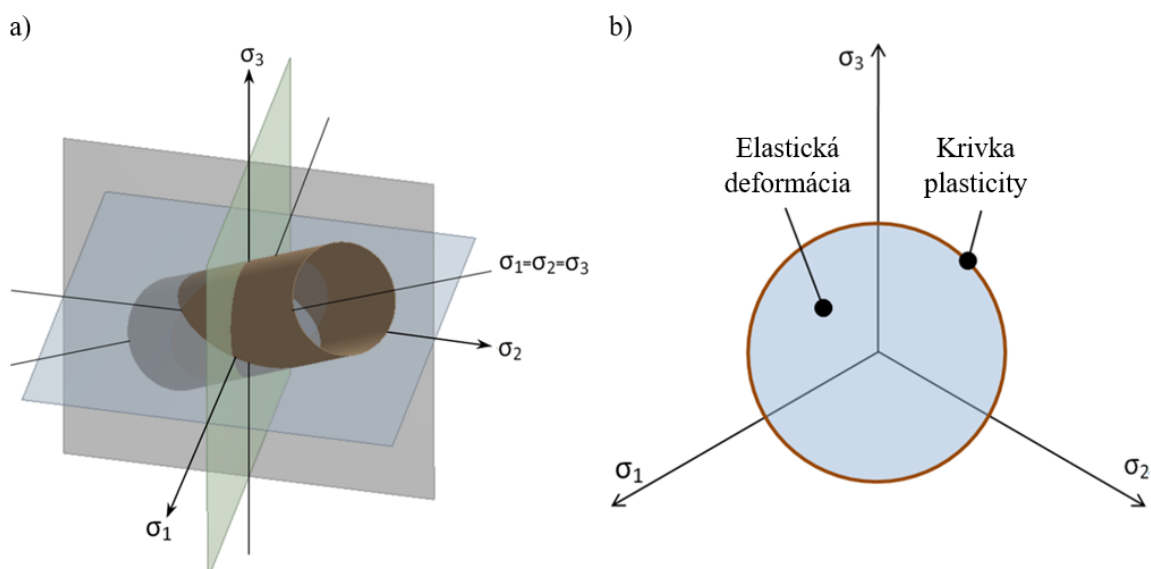 a)
σ3
σ1=σ2=σ3
σ2
σ1
b)
σ3
Elastická
deformácia
Krivka
plasticity
σ1
σ2